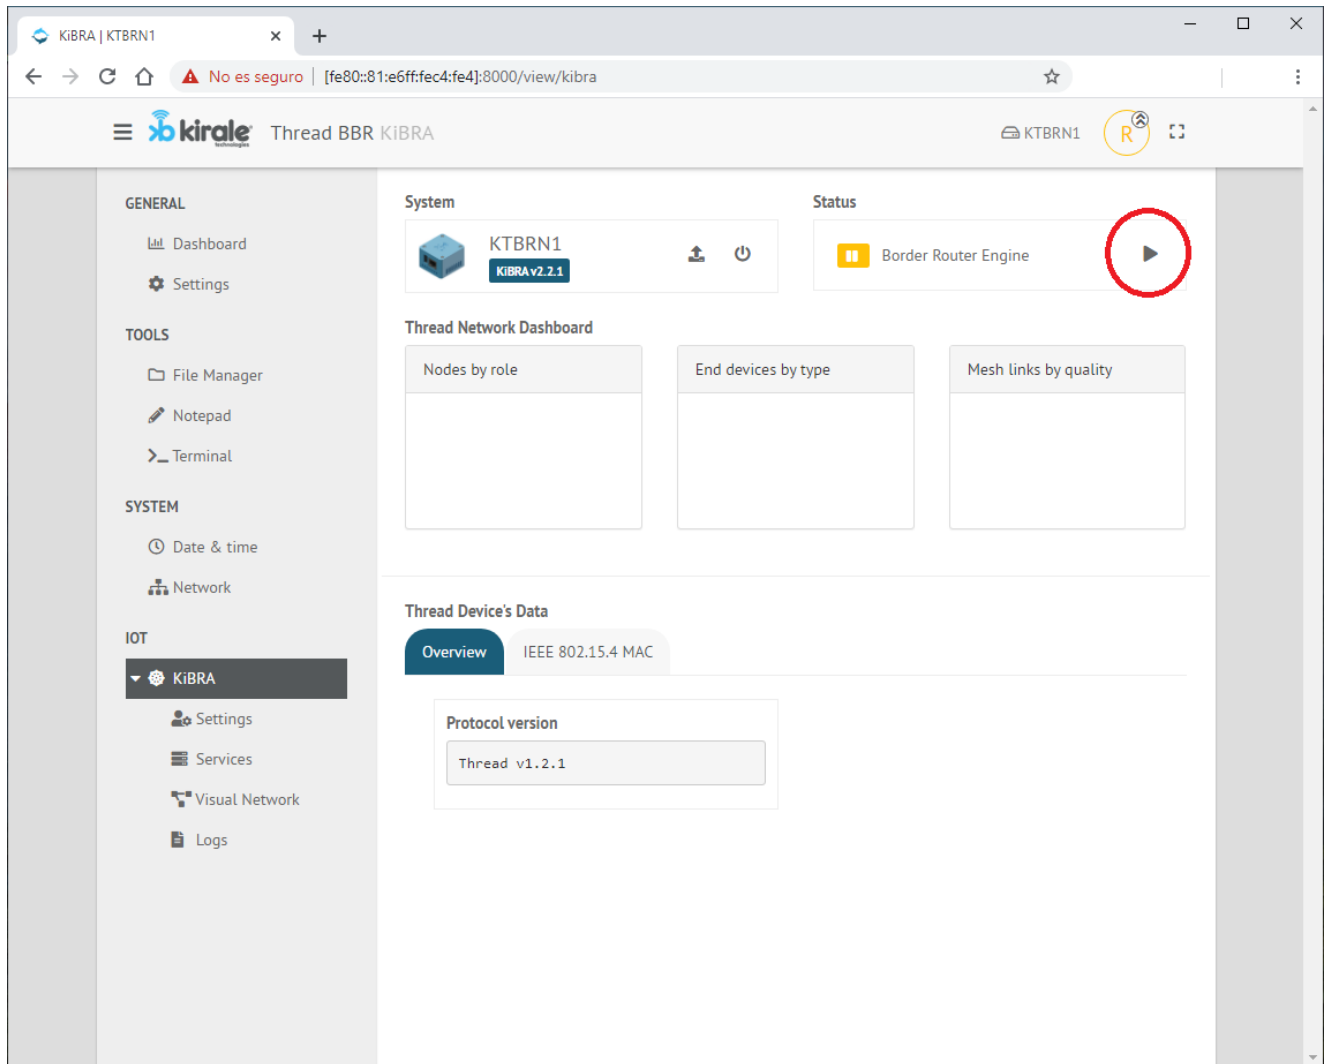 KiBRA | KTBRN1
No es seguro | [fe80::81:e6ff:fec4:fe4]:8000/view/kibra
kirale technologies Thread BBR KiBRA KTBRN1 R
GENERAL
Dashboard
Settings
TOOLS
File Manager
Notepad
Terminal
SYSTEM
Date & time
Network
IOT
KiBRA
Settings
Services
Visual Network
Logs
System
KTBRN1
KiBRA v2.2.1
Status
Border Router Engine
Thread Network Dashboard
Nodes by role
End devices by type
Mesh links by quality
Thread Device's Data
Overview
IEEE 802.15.4 MAC
Protocol version
Thread v1.2.1